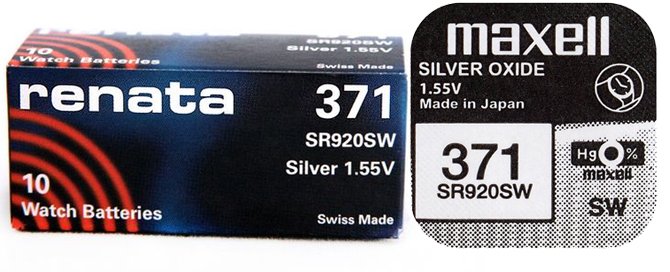 10
Watch Batteries
Silver 1.55V
SR920SW
Swiss Made
renata
371
SR920SW
Silver 1.55V
10
Watch Batteries
Swiss Made
maxell
SILVER OXIDE
1.55V
Made in Japan
371
SR920SW
Hg 0%
maxell
SW